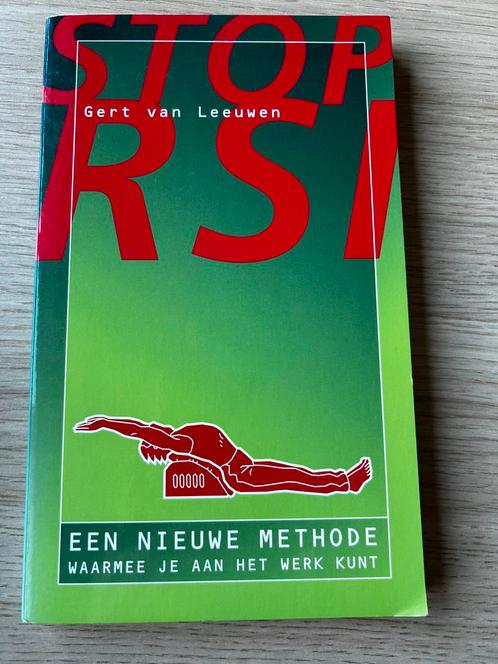 STOP
Gert van Leeuwen
RSI
00000
EEN NIEUWE METHODE
WAARMEE JE AAN HET WERK KUNT